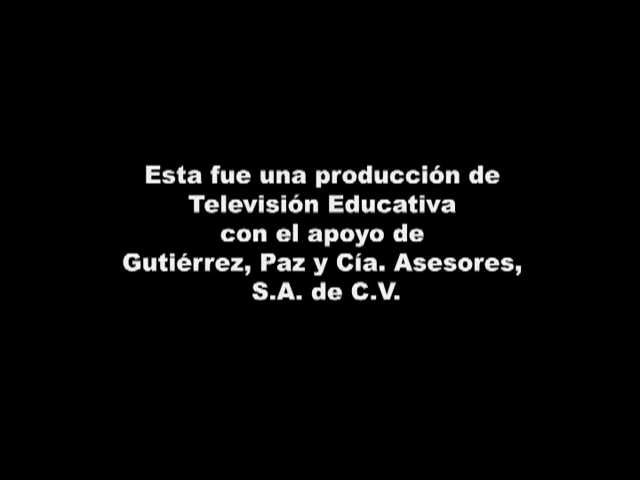 Esta fue una producción de
Televisión Educativa
con el apoyo de
Gutiérrez, Paz y Cía. Asesores,
S.A. de C.V.